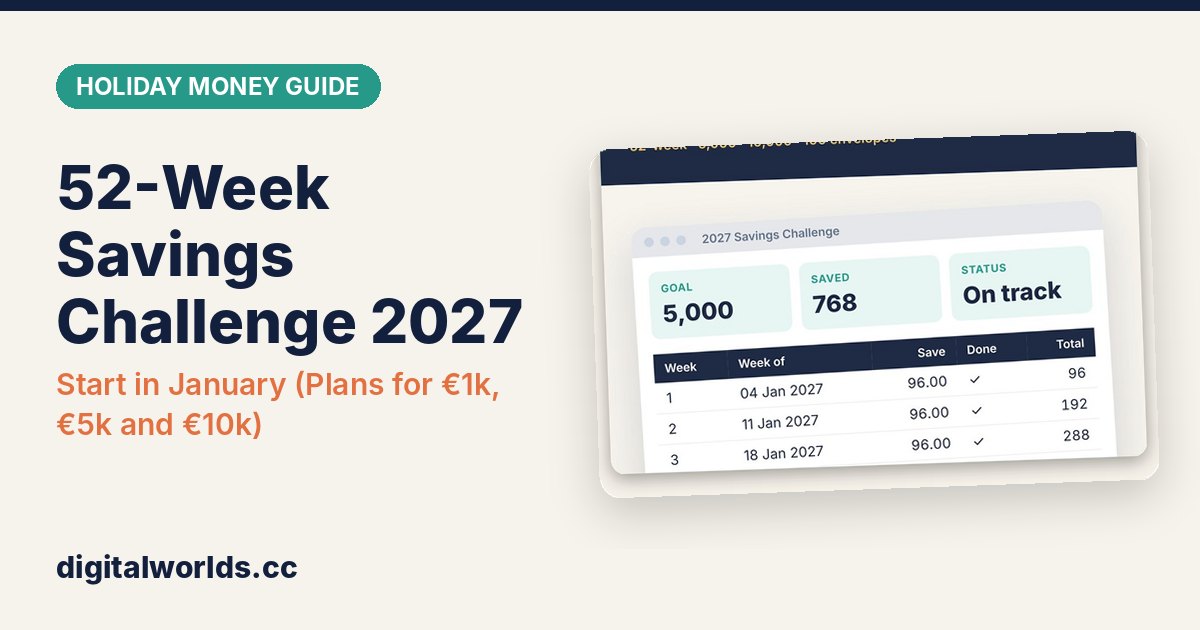 HOLIDAY MONEY GUIDE
52-Week
Savings
Challenge 2027
Start in January (Plans for €1k,
€5k and €10k)
digitalworlds.cc
2027 Savings Challenge
GOAL SAVED STATUS
5,000 768 On track
Week Week of Save Done Total
1 04 Jan 2027 96.00 ✓ 96
2 11 Jan 2027 96.00 ✓ 192
3 18 Jan 2027 96.00 ✓ 288